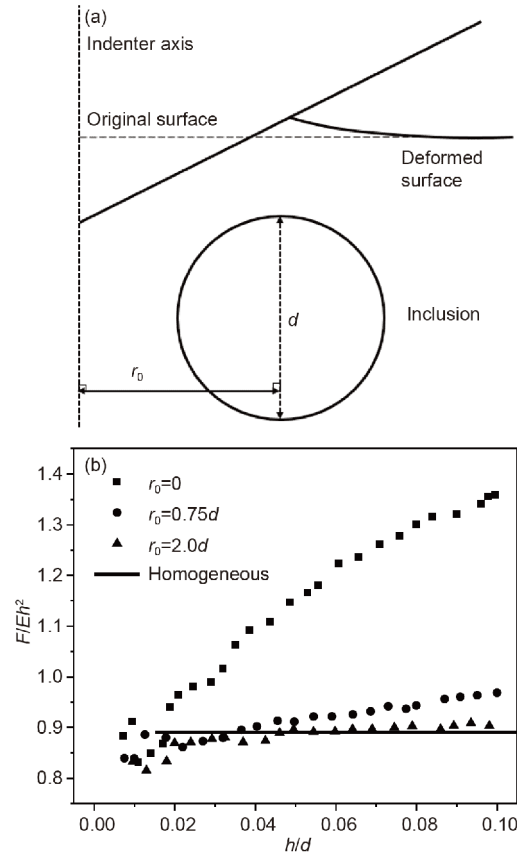 (a)
Indenter axis
Original surface
Deformed
surface
Inclusion
d
r₀
(b)
1.4
1.3
1.2
1.1
1.0
0.9
0.8
F/Eh²
r₀=0
r₀=0.75d
r₀=2.0d
Homogeneous
0.00 0.02 0.04 0.06 0.08 0.10
h/d